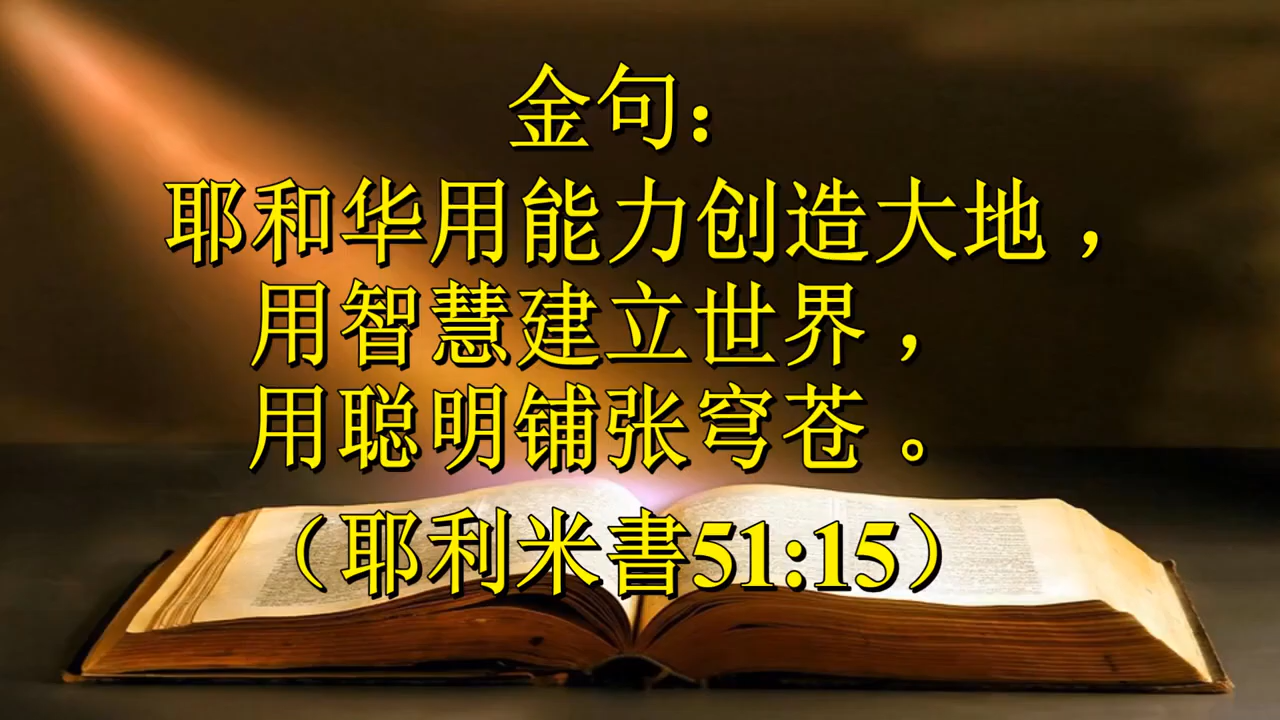 金句：
耶和华用能力创造大地，
用智慧建立世界，
用聪明铺张穹苍。
（耶利米書51:15）